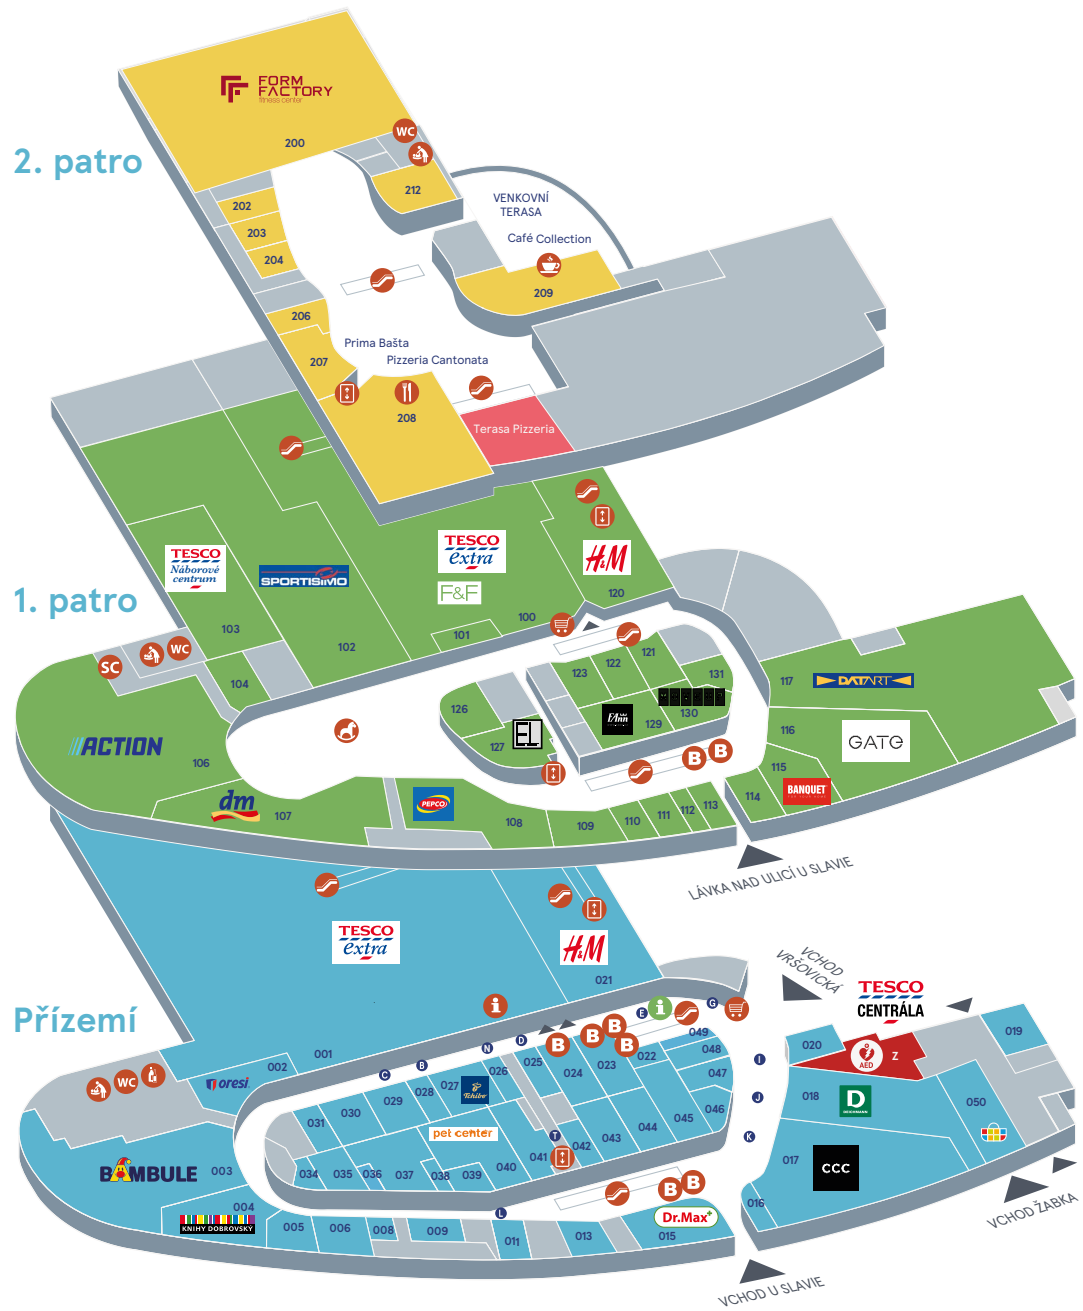 FORM
FACTORY
fitness center
200
WC
2. patro
212
202
203
204
VENKOVNÍ
TERASA
Café Collection
209
206
207
Prima Bašta
Pizzeria Cantonata
208
Terasa Pizzeria
TESCO
Náborové
centrum
SPORTISIMO
TESCO
extra
F&F
H&M
120
1. patro
103
102
101
100
SC
WC
104
121
122
123
131
117
DATART
126
127
EL
FAnn
129
130
116
GATE
ACTION
106
115
BANQUET
114
B
B
dm
107
PEPCO
108
109
110
111
112
113
LÁVKA NAD ULICÍ U SLAVIE
TESCO
extra
H&M
021
VCHOD
VRŠOVICKÁ
TESCO
CENTRÁLA
Přízemí
i
E
i
G
001
002
oresi
WC
C
B
N
D
B
B
B
B
049
048
047
046
045
044
043
042
041
040
039
038
037
036
035
034
031
030
029
028
027
Tchibo
026
025
024
023
022
pet center
T
I
J
K
020
AED
Z
019
018
DEICHMANN
050
017
CCC
016
BAMBULE
003
004
KNIHY DOBROVSKÝ
005
006
008
009
L
011
013
B
B
Dr.Max+
015
VCHOD ŽABKA
VCHOD U SLAVIE